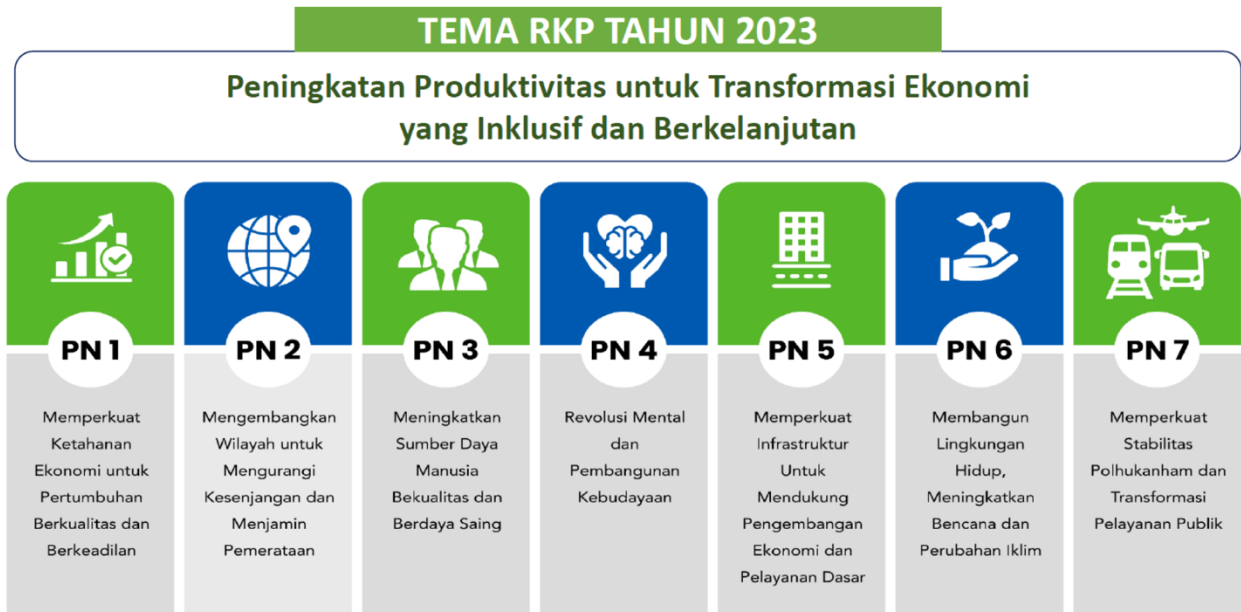 TEMA RKP TAHUN 2023
Peningkatan Produktivitas untuk Transformasi Ekonomi
yang Inklusif dan Berkelanjutan
PN 1
Memperkuat
Ketahanan
Ekonomi untuk
Pertumbuhan
Berkualitas dan
Berkeadilan
PN 2
Mengembangkan
Wilayah untuk
Mengurangi
Kesenjangan dan
Menjamin
Pemerataan
PN 3
Meningkatkan
Sumber Daya
Manusia
Bekualitas dan
Berdaya Saing
PN 4
Revolusi Mental
dan
Pembangunan
Kebudayaan
PN 5
Memperkuat
Infrastruktur
Untuk
Mendukung
Pengembangan
Ekonomi dan
Pelayanan Dasar
PN 6
Membangun
Lingkungan
Hidup,
Meningkatkan
Bencana dan
Perubahan Iklim
PN 7
Memperkuat
Stabilitas
Polhukanham dan
Transformasi
Pelayanan Publik